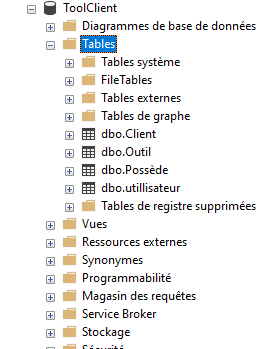 ToolClient
Diagrammes de base de données
Tables
Tables système
FileTables
Tables externes
Tables de graphe
dbo.Client
dbo.Outil
dbo.Possède
dbo.utillisateur
Tables de registre supprimées
Vues
Ressources externes
Synonymes
Programmabilité
Magasin des requêtes
Service Broker
Stockage
Sécurité